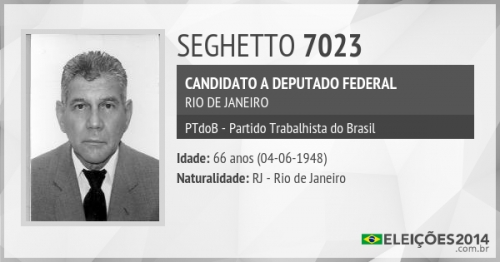 SEGHETTO 7023
CANDIDATO A DEPUTADO FEDERAL
RIO DE JANEIRO
PTdoB - Partido Trabalhista do Brasil
Idade: 66 anos (04-06-1948)
Naturalidade: RJ - Rio de Janeiro
ELEIÇÕES2014
.com.br